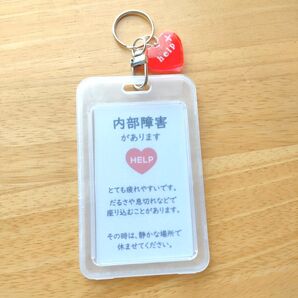 help
内部障害
があります
HELP
とても疲れやすいです。
だるさや息切れなどで
座り込むことがあります。
その時は、静かな場所で
休ませてください。